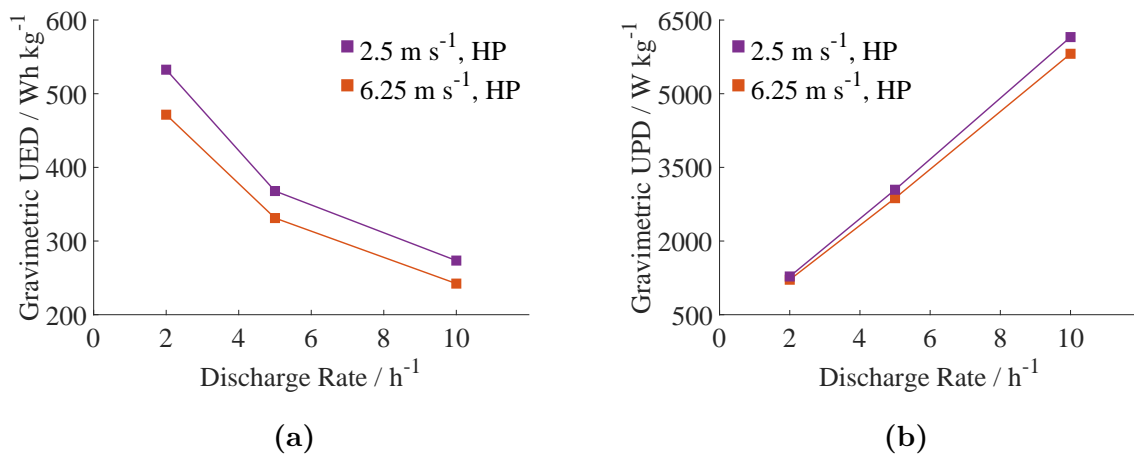 600
500
400
300
200
0
2
4
6
8
10
Gravimetric UED / Wh kg⁻¹
Discharge Rate / h⁻¹
2.5 m s⁻¹, HP
6.25 m s⁻¹, HP
(a)
6500
5000
3500
2000
500
0
2
4
6
8
10
Gravimetric UPD / W kg⁻¹
Discharge Rate / h⁻¹
2.5 m s⁻¹, HP
6.25 m s⁻¹, HP
(b)